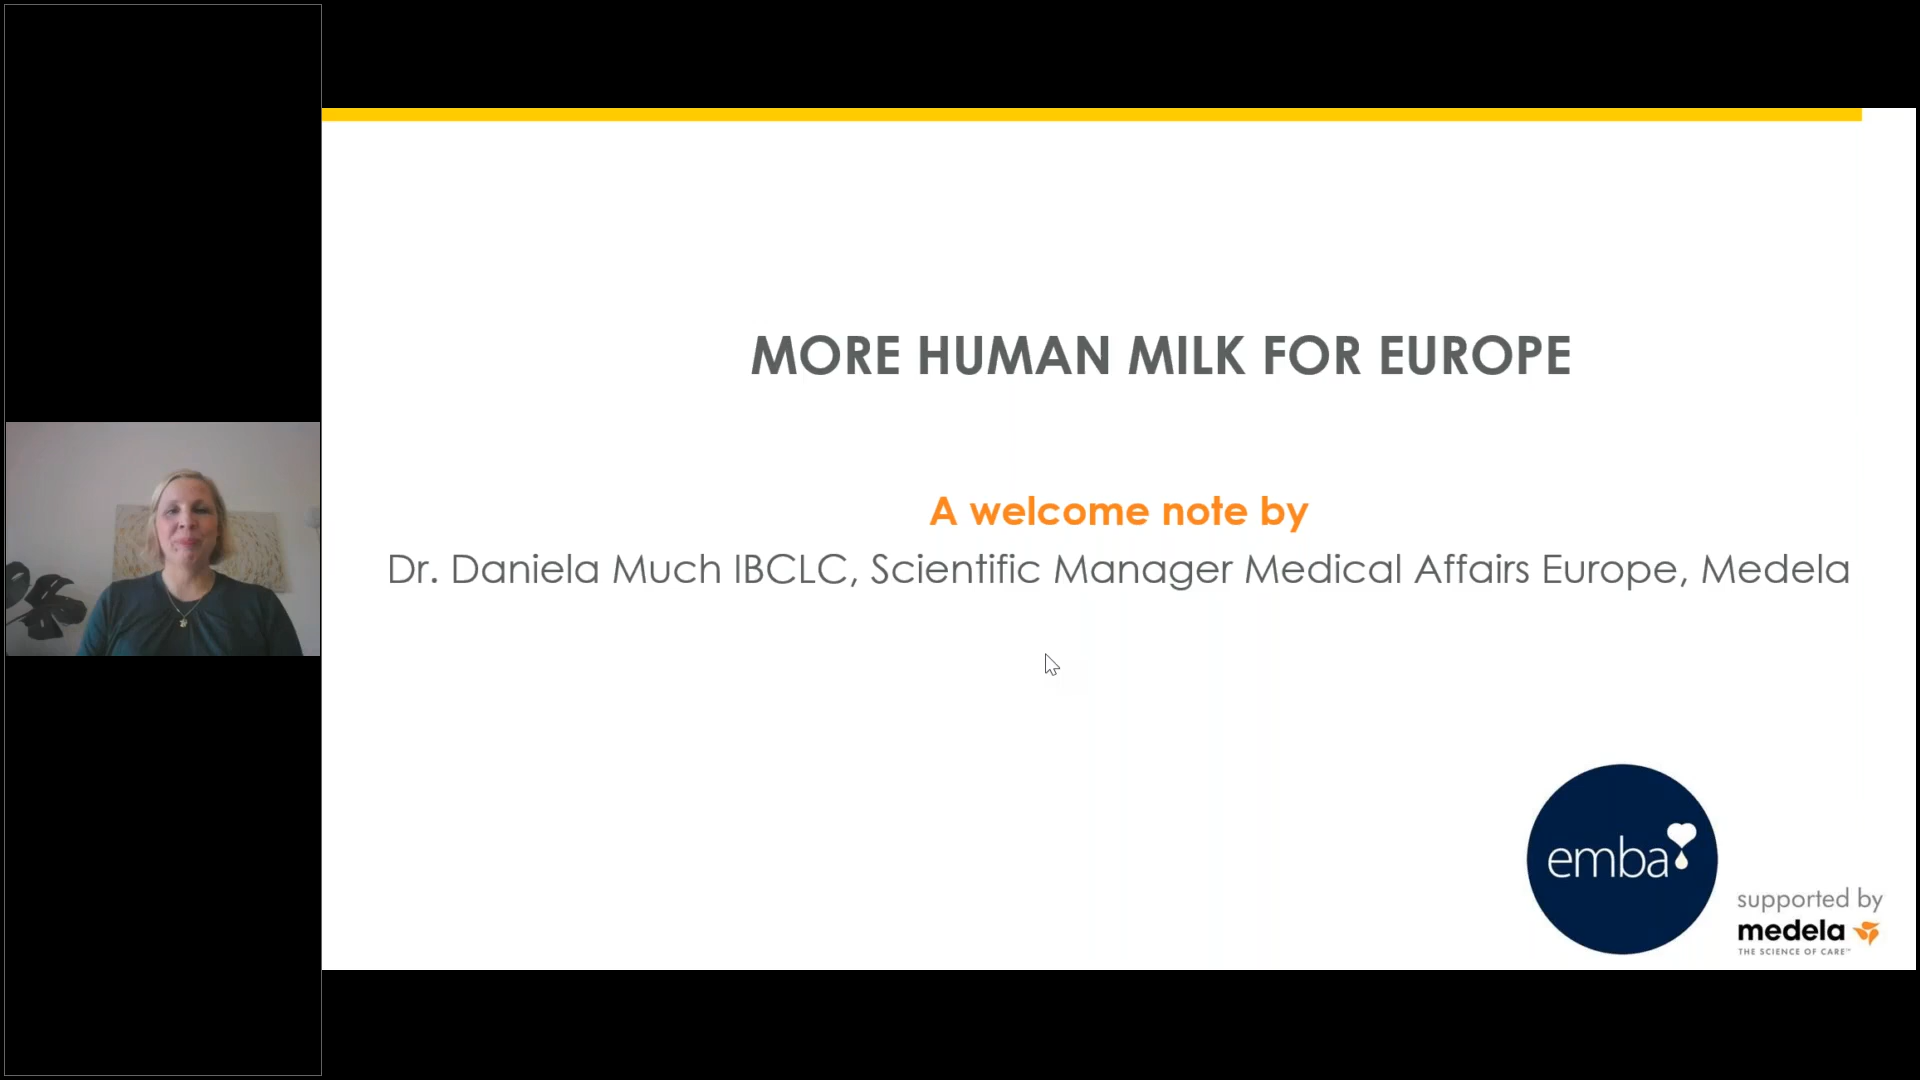 MORE HUMAN MILK FOR EUROPE
A welcome note by
Dr. Daniela Much IBCLC, Scientific Manager Medical Affairs Europe, Medela
emba
supported by
medela
THE SCIENCE OF CARE™